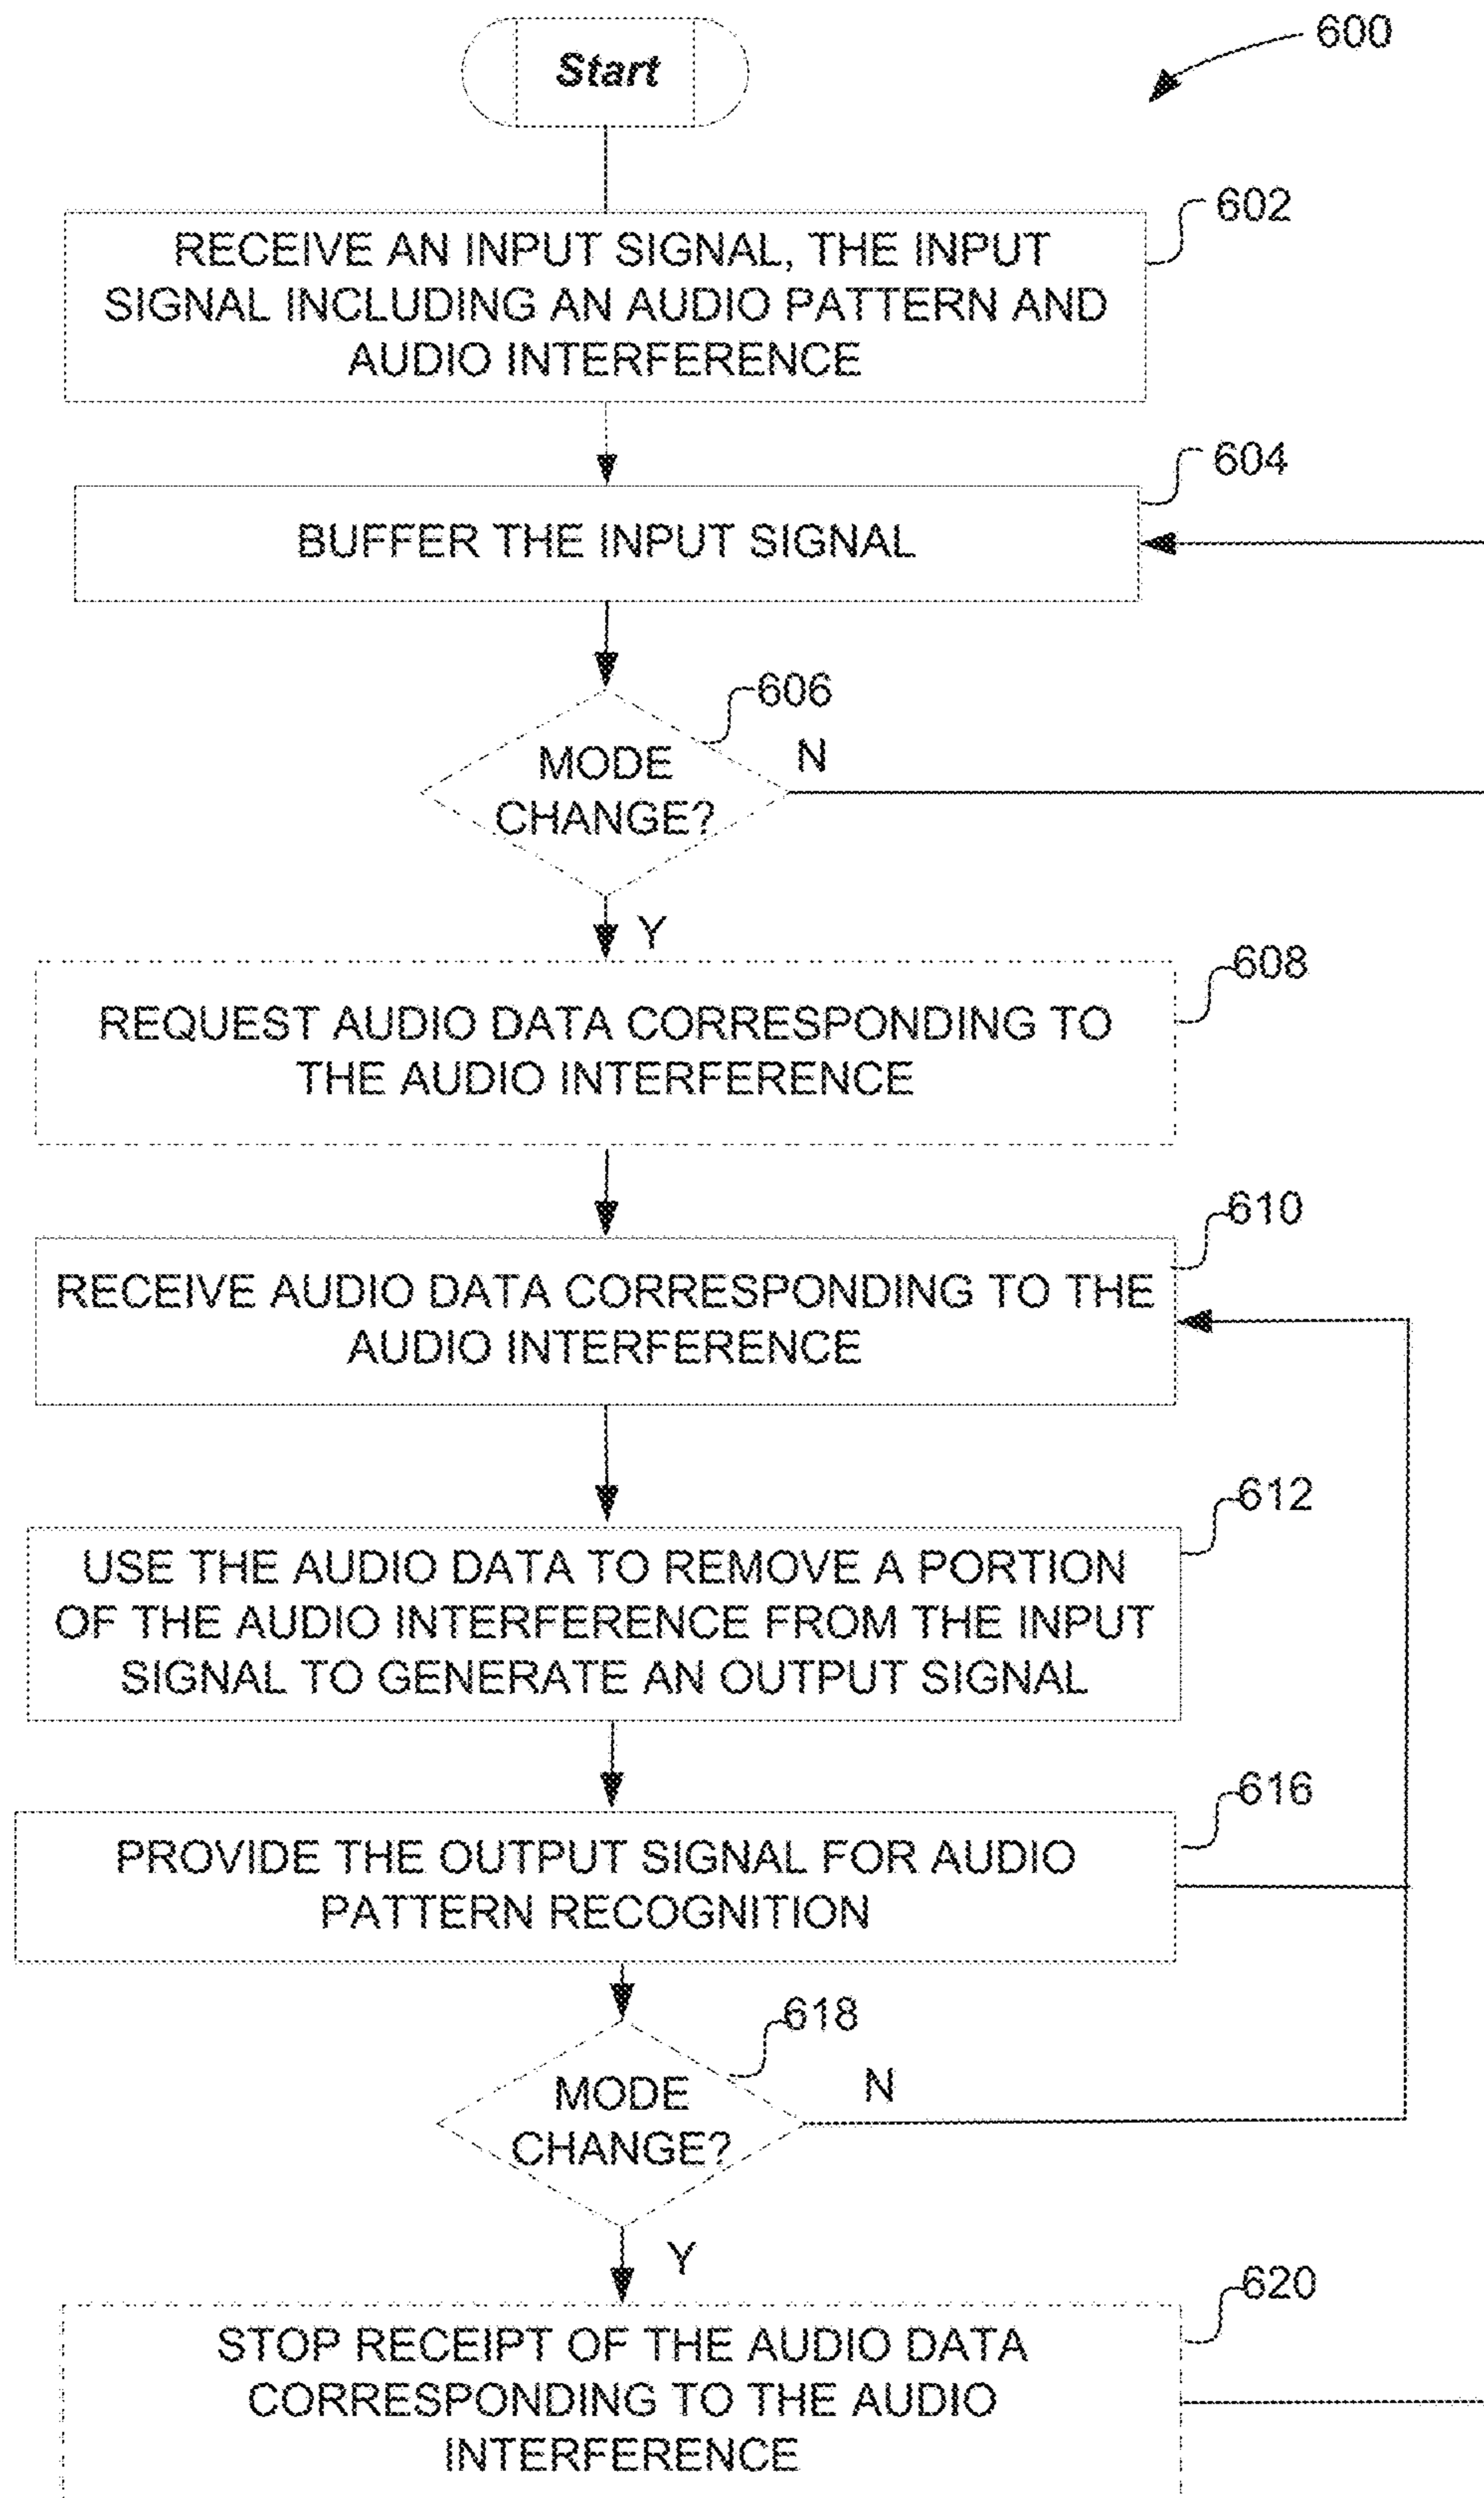 Start
600
602
RECEIVE AN INPUT SIGNAL, THE INPUT
SIGNAL INCLUDING AN AUDIO PATTERN AND
AUDIO INTERFERENCE
604
BUFFER THE INPUT SIGNAL
606
MODE
CHANGE?
N
Y
608
REQUEST AUDIO DATA CORRESPONDING TO
THE AUDIO INTERFERENCE
610
RECEIVE AUDIO DATA CORRESPONDING TO THE
AUDIO INTERFERENCE
612
USE THE AUDIO DATA TO REMOVE A PORTION
OF THE AUDIO INTERFERENCE FROM THE INPUT
SIGNAL TO GENERATE AN OUTPUT SIGNAL
616
PROVIDE THE OUTPUT SIGNAL FOR AUDIO
PATTERN RECOGNITION
618
MODE
CHANGE?
N
Y
620
STOP RECEIPT OF THE AUDIO DATA
CORRESPONDING TO THE AUDIO
INTERFERENCE